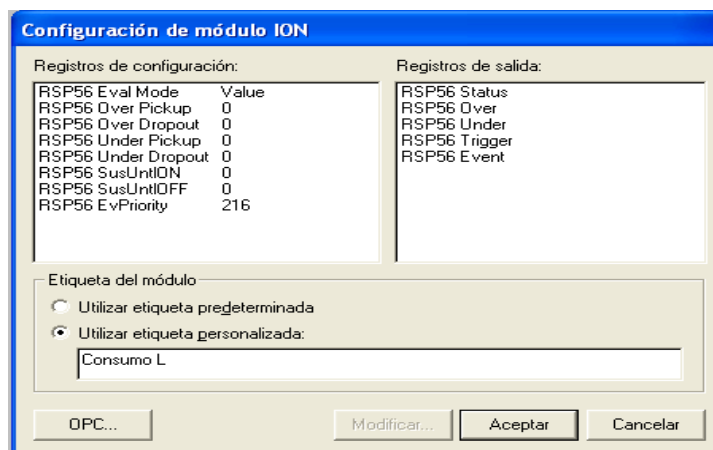 Configuración de módulo ION
Registros de configuración:
RSP56 Eval Mode Value
RSP56 Over Pickup 0
RSP56 Over Dropout 0
RSP56 Under Pickup 0
RSP56 Under Dropout 0
RSP56 SusUntlON 0
RSP56 SusUntlOFF 0
RSP56 EvPriority 216
Registros de salida:
RSP56 Status
RSP56 Over
RSP56 Under
RSP56 Trigger
RSP56 Event
Etiqueta del módulo
Utilizar etiqueta predeterminada
Utilizar etiqueta personalizada:
Consumo L
OPC... Modificar... Aceptar Cancelar